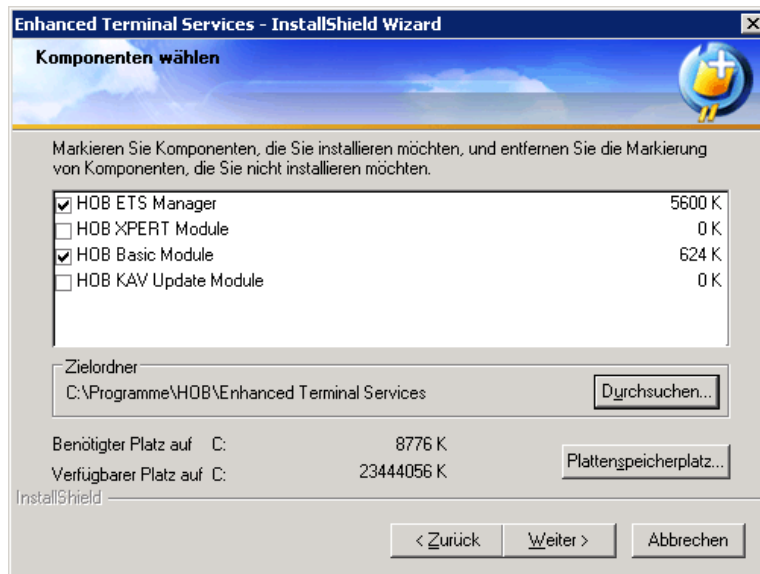 Enhanced Terminal Services - InstallShield Wizard
Komponenten wählen
Markieren Sie Komponenten, die Sie installieren möchten, und entfernen Sie die Markierung
von Komponenten, die Sie nicht installieren möchten.
HOB ETS Manager 5600 K
HOB XPERT Module 0 K
HOB Basic Module 624 K
HOB KAV Update Module 0 K
Zielordner
C:\Programme\HOB\Enhanced Terminal Services Durchsuchen...
Benötigter Platz auf C: 8776 K
Verfügbarer Platz auf C: 23444056 K
Plattenspeicherplatz...
InstallShield
< Zurück Weiter > Abbrechen